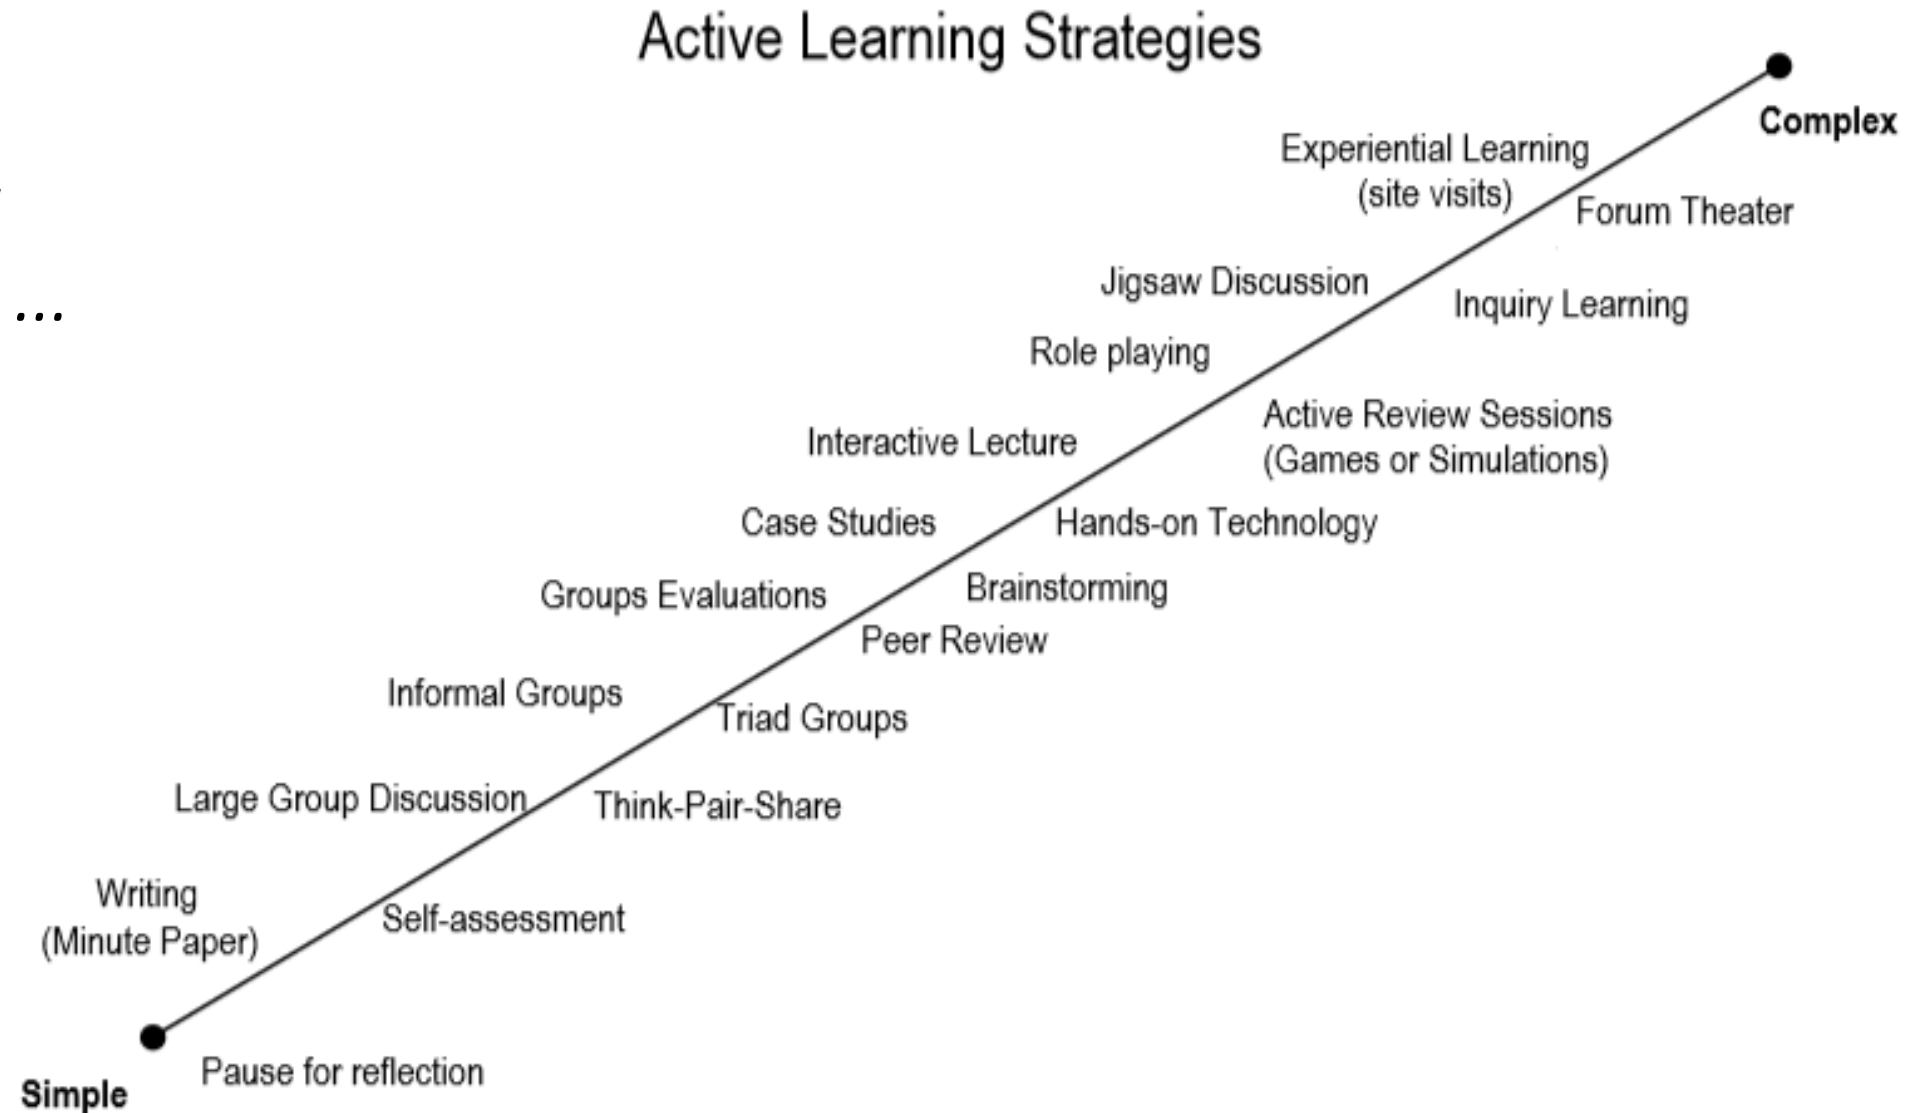 Active Learning Strategies
Complex
Experiential Learning
(site visits)
Forum Theater
Jigsaw Discussion
Inquiry Learning
...
Role playing
Active Review Sessions
(Games or Simulations)
Interactive Lecture
Case Studies
Hands-on Technology
Brainstorming
Groups Evaluations
Peer Review
Informal Groups
Triad Groups
Large Group Discussion
Think-Pair-Share
Writing
(Minute Paper)
Self-assessment
Pause for reflection
Simple